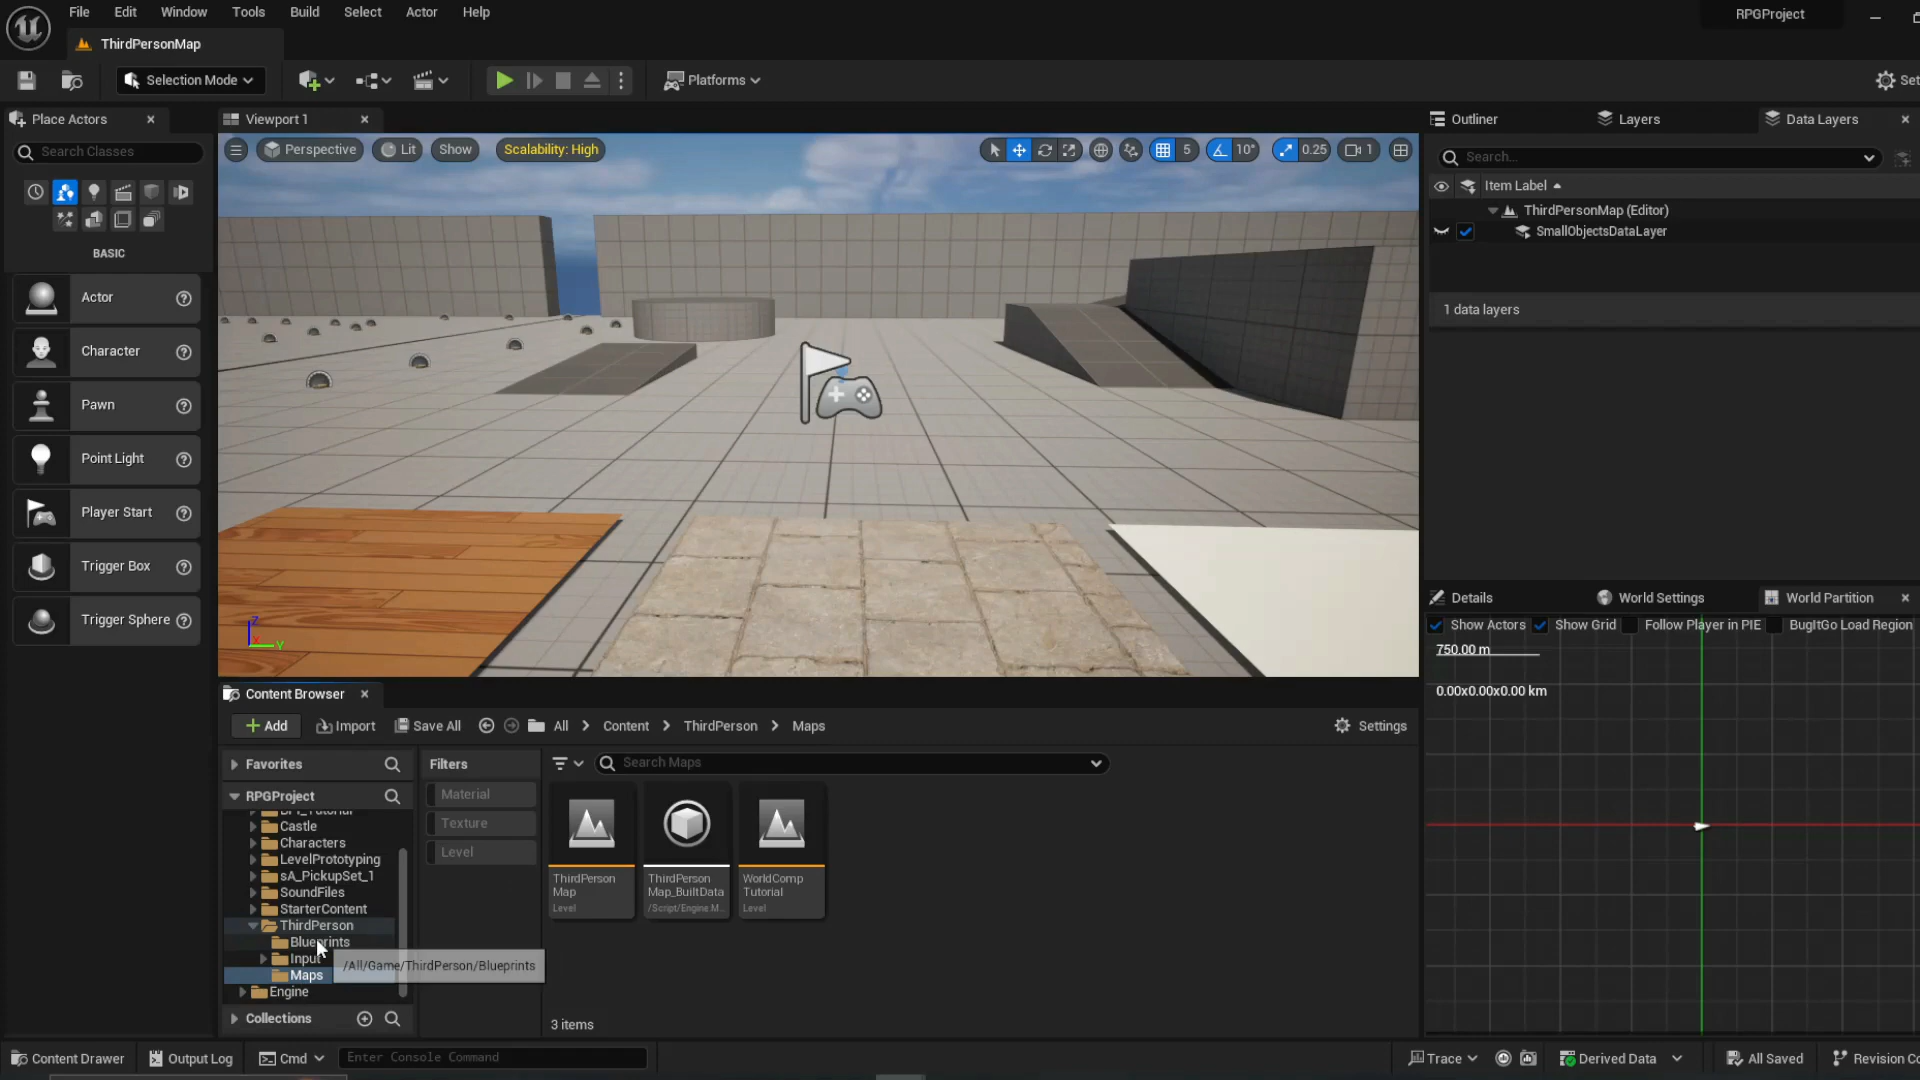 File Edit Window Tools Build Select Actor Help
RPGProject
ThirdPersonMap
Selection Mode
Platforms
Set
Place Actors
Viewport 1
Outliner
Layers
Data Layers
Search Classes
Perspective
Lit
Show
Scalability: High
5
10°
0.25
1
Search...
Item Label
ThirdPersonMap (Editor)
SmallObjectsDataLayer
1 data layers
BASIC
Actor
Character
Pawn
Point Light
Player Start
Trigger Box
Trigger Sphere
Z
X
Y
Details
World Settings
World Partition
Show Actors
Show Grid
Follow Player in PIE
BugItGo Load Region
750.00 m
0.00x0.00x0.00 km
Content Browser
Add
Import
Save All
All
Content
ThirdPerson
Maps
Settings
Favorites
Filters
Search Maps
RPGProject
Material
Texture
Level
Castle
Characters
LevelPrototyping
sA_PickupSet_1
SoundFiles
StarterContent
ThirdPerson
Blueprints
Input
Maps
Engine
/All/Game/ThirdPerson/Blueprints
ThirdPerson
Map
Level
ThirdPerson
Map_BuiltData
/Script/Engine M...
WorldComp
Tutorial
Level
Collections
3 items
Content Drawer
Output Log
Cmd
Enter Console Command
Trace
Derived Data
All Saved
Revision Co